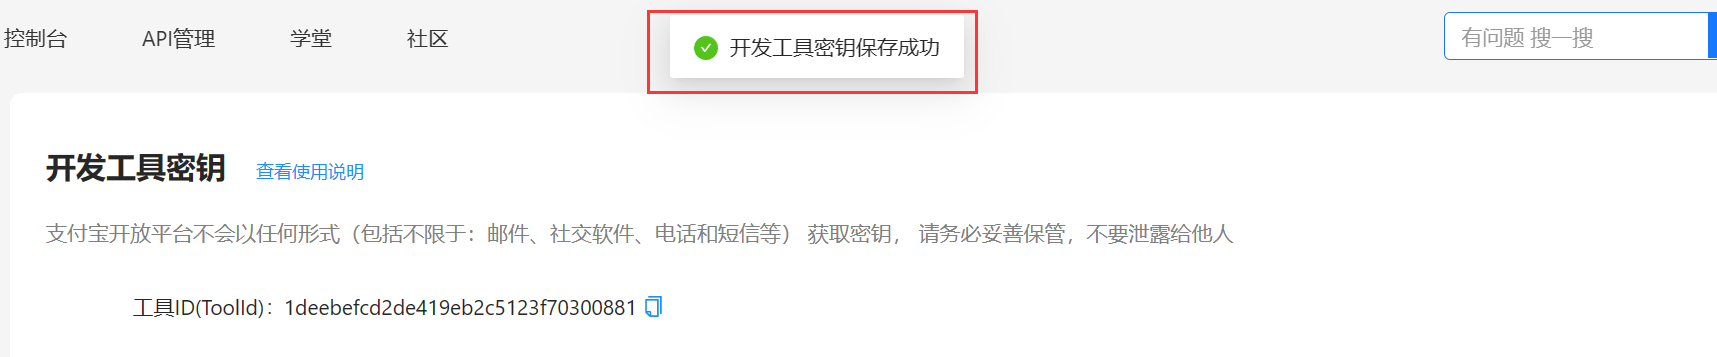 控制台 API管理 学堂 社区 开发工具密钥保存成功 有问题 搜一搜
开发工具密钥 查看使用说明
支付宝开放平台不会以任何形式（包括不限于：邮件、社交软件、电话和短信等） 获取密钥， 请务必妥善保管，不要泄露给他人
工具ID(ToolId)：1deebefcd2de419eb2c5123f70300881